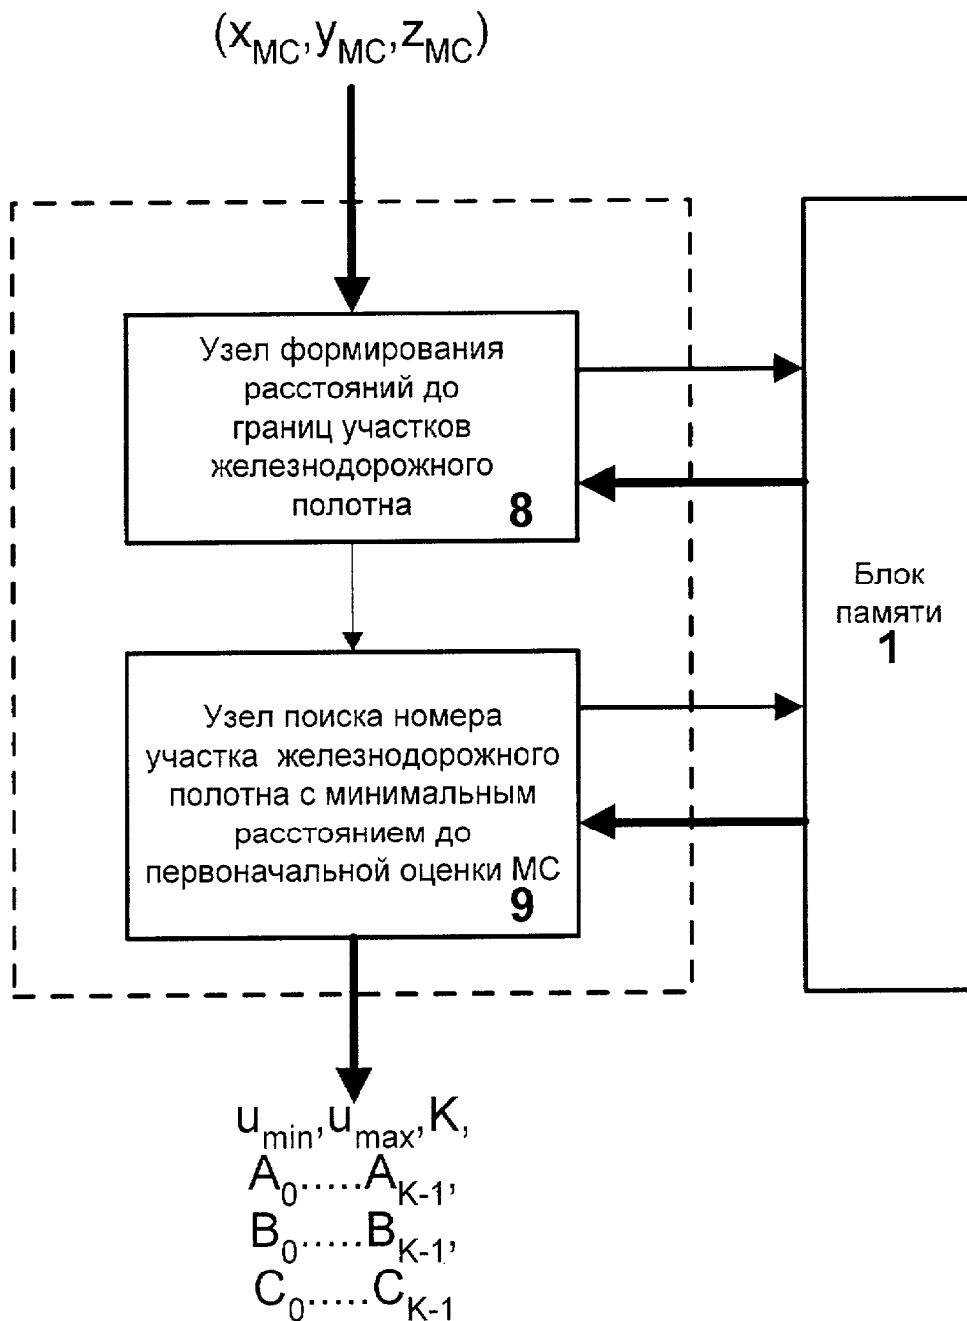 (x_MC,y_MC,z_MC)
Узел формирования
расстояний до
границ участков
железнодорожного
полотна
8
Блок
памяти
1
Узел поиска номера
участка железнодорожного
полотна с минимальным
расстоянием до
первоначальной оценки МС
9
u_min,u_max,K,
A_0.....A_K-1,
B_0.....B_K-1,
C_0.....C_K-1